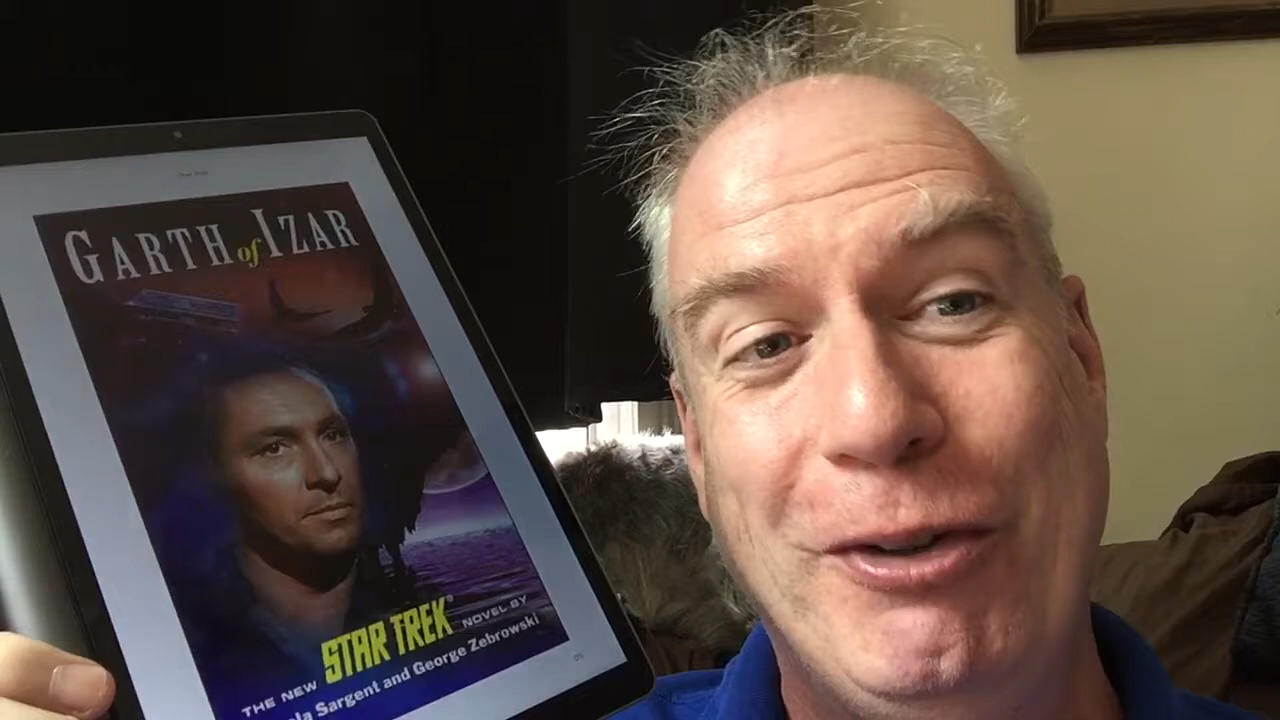 GARTH of IZAR
THE NEW STAR TREK® NOVEL BY
Sargent and George Zebrowski